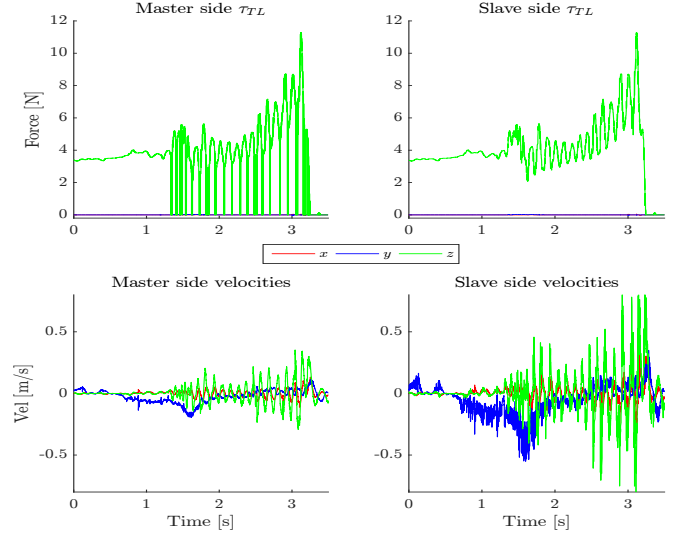 Master side τTL
Slave side τTL
12
10
8
6
4
2
0
Force [N]
0 1 2 3
12
10
8
6
4
2
0
0 1 2 3
x y z
Master side velocities
Slave side velocities
0.5
0
-0.5
Vel [m/s]
0 1 2 3
Time [s]
0.5
0
-0.5
0 1 2 3
Time [s]